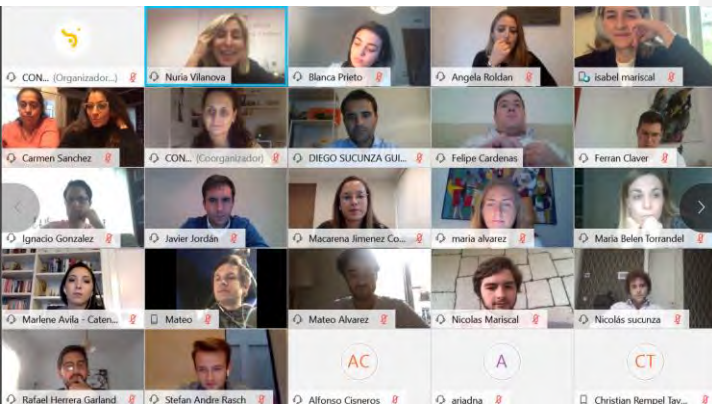 CON... (Organizador...)
Nuria Vilanova
Blanca Prieto
Angela Roldan
isabel mariscal
Carmen Sanchez
CON... (Coorganizador)
DIEGO SUCUNZA GUI...
Felipe Cardenas
Ferran Claver
Ignacio Gonzalez
Javier Jordán
Macarena Jimenez Co...
maria alvarez
Maria Belen Torrandel
Marlene Avila - Caten...
Mateo
Mateo Alvarez
Nicolas Mariscal
Nicolás sucunza
AC
A
CT
Rafael Herrera Garland
Stefan Andre Rasch
Alfonso Cisneros
ariadna
Christian Rempel Tay...